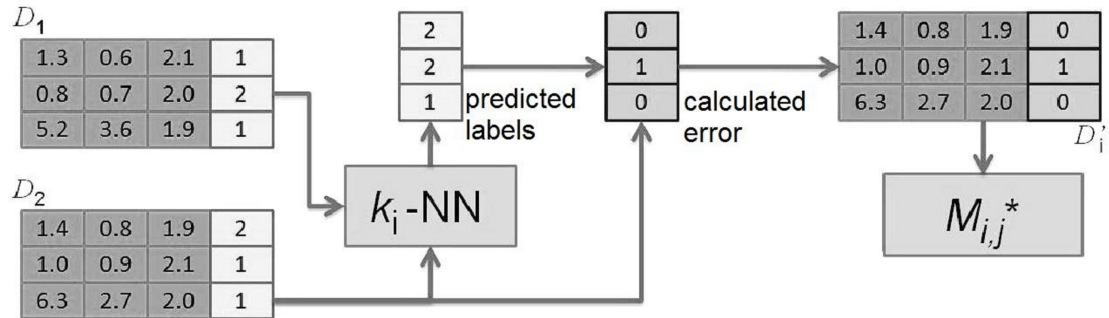 D1
1.3 0.6 2.1 1
0.8 0.7 2.0 2
5.2 3.6 1.9 1
D2
1.4 0.8 1.9 2
1.0 0.9 2.1 1
6.3 2.7 2.0 1
ki-NN
2
2
1
predicted
labels
0
1
0
calculated
error
1.4 0.8 1.9 0
1.0 0.9 2.1 1
6.3 2.7 2.0 0
Di'
Mi,j*